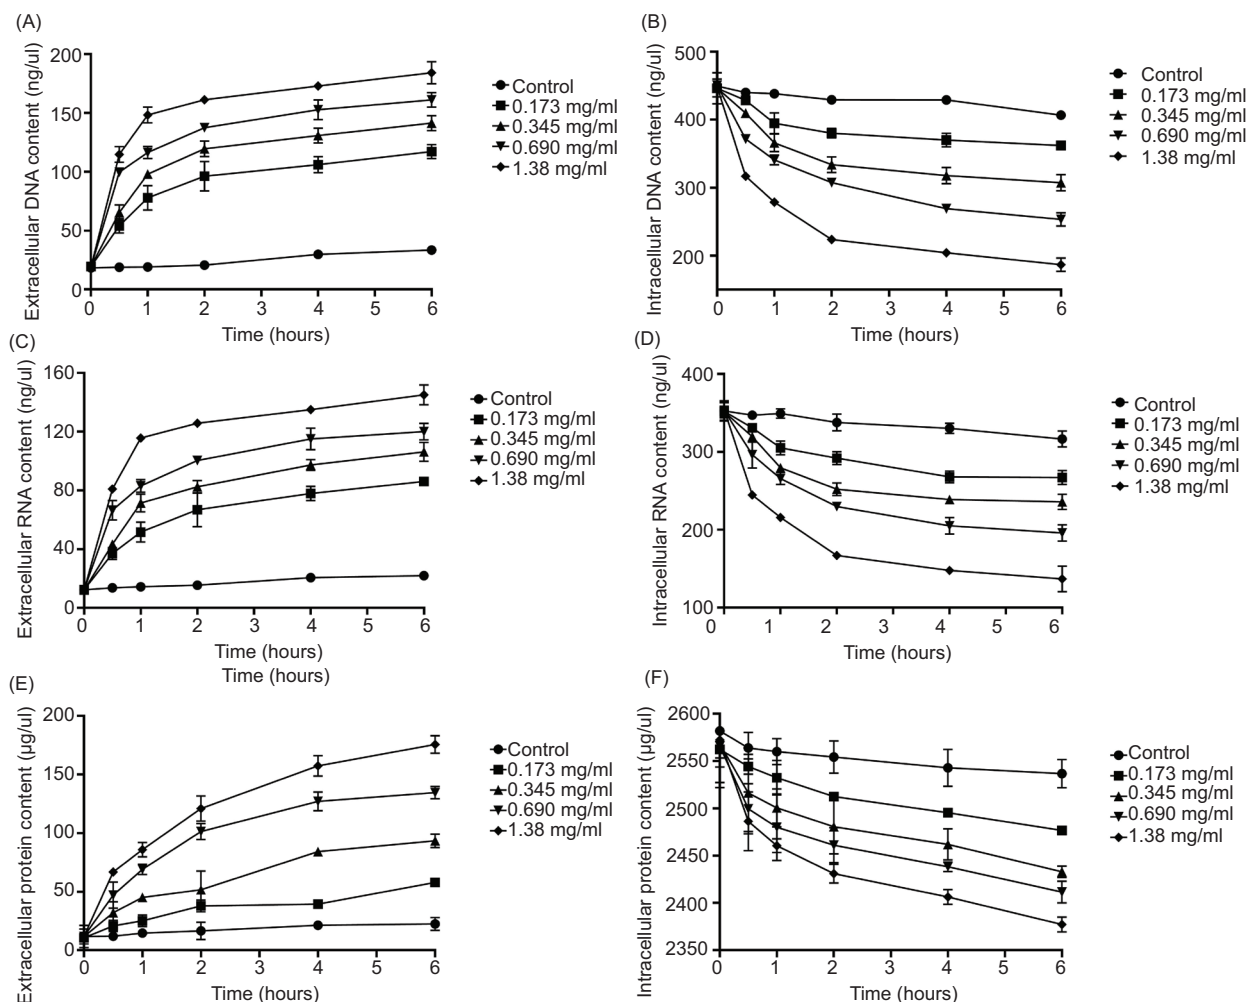 (A)
Extracellular DNA content (ng/ul)
200
150
100
50
0
0 1 2 3 4 5 6
Time (hours)
Control
0.173 mg/ml
0.345 mg/ml
0.690 mg/ml
1.38 mg/ml
(B)
Intracellular DNA content (ng/ul)
500
400
300
200
0 1 2 3 4 5 6
Time (hours)
Control
0.173 mg/ml
0.345 mg/ml
0.690 mg/ml
1.38 mg/ml
(C)
Extracellular RNA content (ng/ul)
160
120
80
40
0
0 1 2 3 4 5 6
Time (hours)
Time (hours)
Control
0.173 mg/ml
0.345 mg/ml
0.690 mg/ml
1.38 mg/ml
(D)
Intracellular RNA content (ng/ul)
400
300
200
100
0 1 2 3 4 5 6
Time (hours)
Control
0.173 mg/ml
0.345 mg/ml
0.690 mg/ml
1.38 mg/ml
(E)
Extracellular protein content (μg/ul)
200
150
100
50
0
0 1 2 3 4 5 6
Time (hours)
Control
0.173 mg/ml
0.345 mg/ml
0.690 mg/ml
1.38 mg/ml
(F)
Intracellular protein content (μg/ul)
2600
2550
2500
2450
2400
2350
0 1 2 3 4 5 6
Time (hours)
Control
0.173 mg/ml
0.345 mg/ml
0.690 mg/ml
1.38 mg/ml